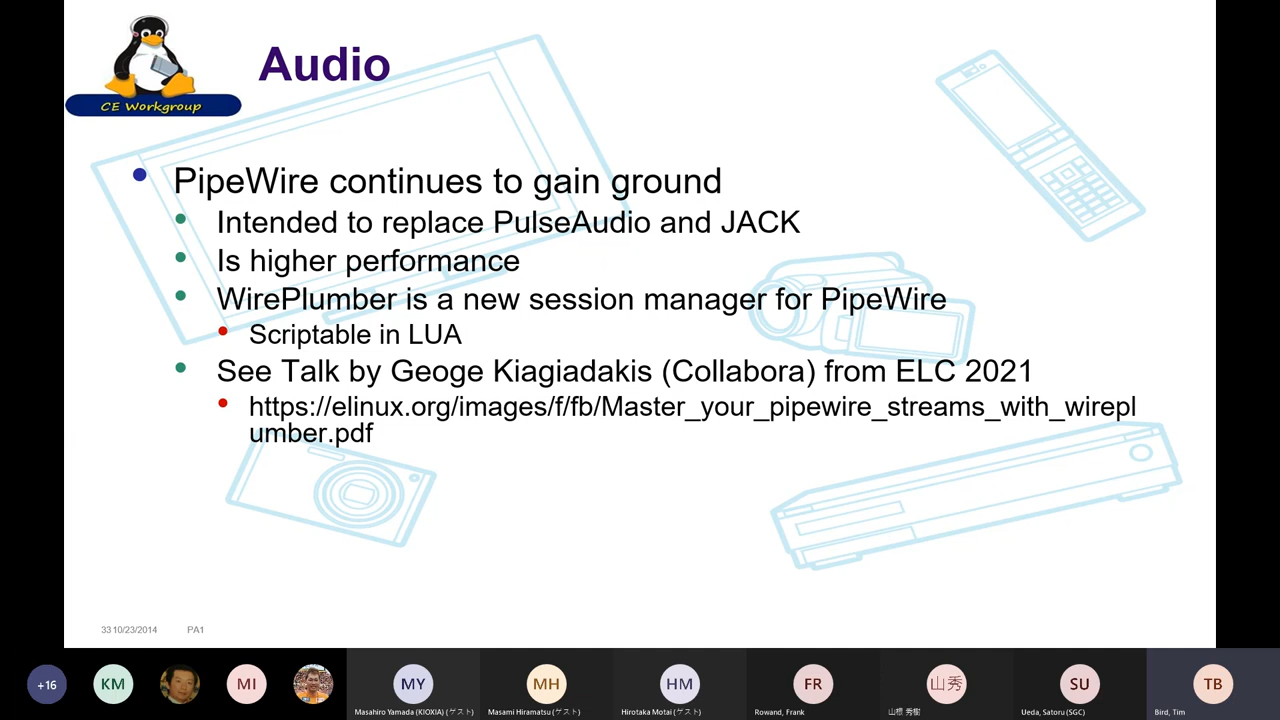 CE Workgroup
Audio
PipeWire continues to gain ground
Intended to replace PulseAudio and JACK
Is higher performance
WirePlumber is a new session manager for PipeWire
Scriptable in LUA
See Talk by Geoge Kiagiadakis (Collabora) from ELC 2021
https://elinux.org/images/f/fb/Master_your_pipewire_streams_with_wirepl
umber.pdf
33 10/23/2014 PA1
+16 KM MI MY MH HM FR 山秀 SU TB
Masahiro Yamada (KIOXIA) (ゲスト) Masami Hiramatsu (ゲスト) Hirotaka Motai (ゲスト) Rowand, Frank 山根 秀樹 Ueda, Satoru (SGC) Bird, Tim